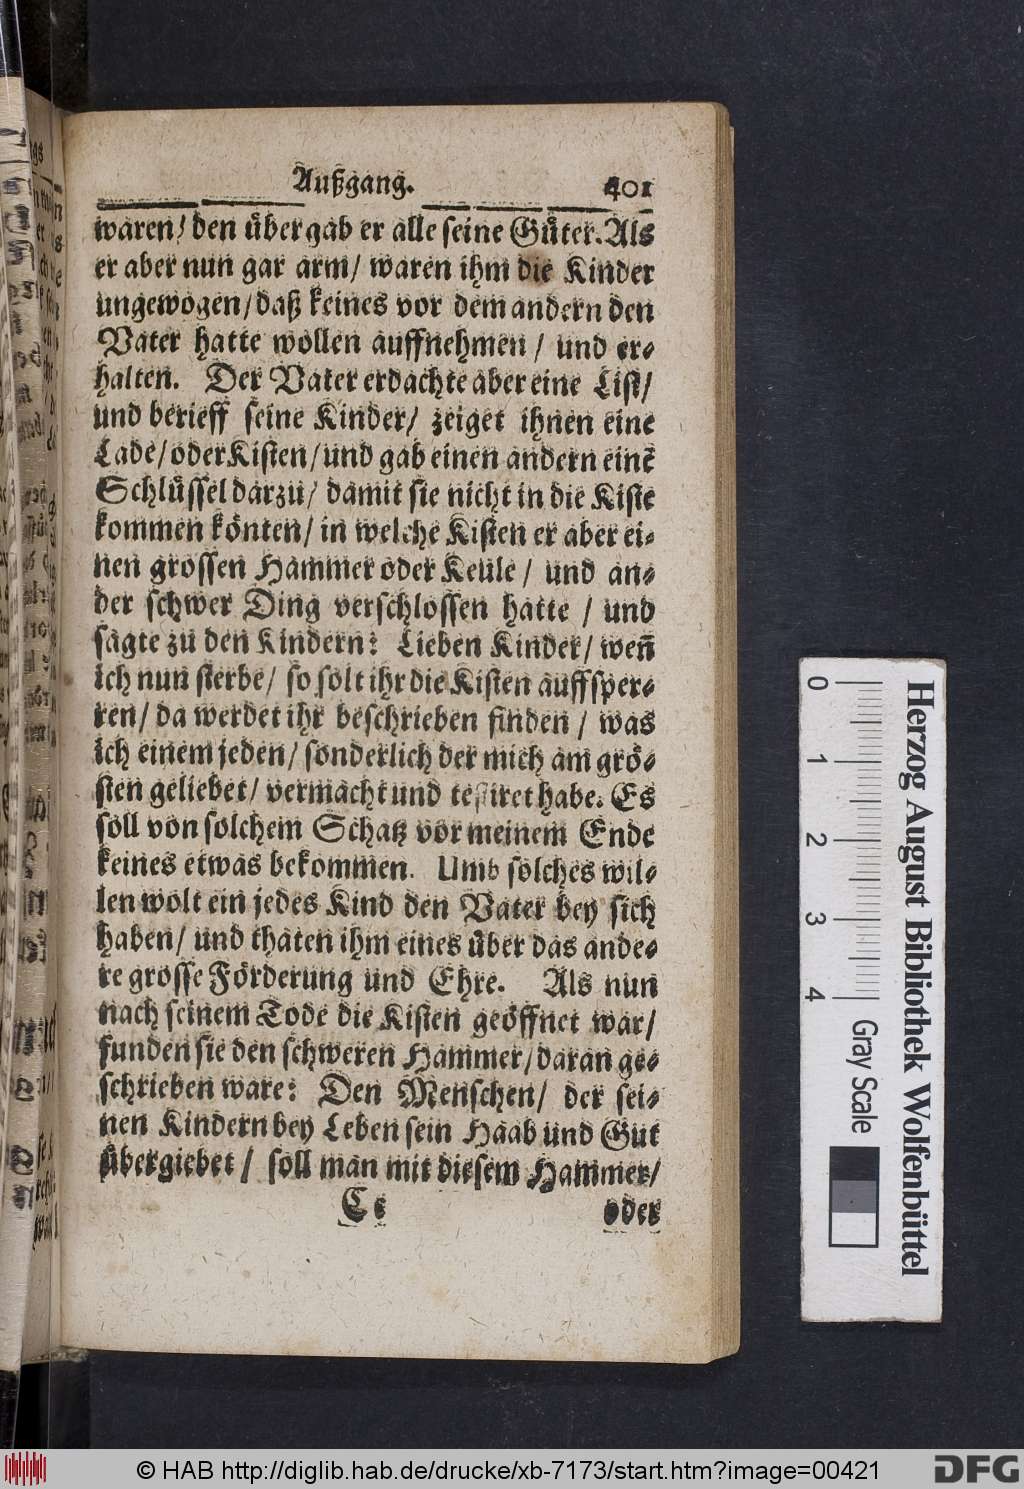 Außgang. 401
waren/ den übergab er alle seine Güter. Als
er aber nun gar arm/ waren ihm die Kinder
ungewogen/ daß keines vor dem andern den
Vater hatte wollen auffnehmen / und er-
halten. Der Vater erdachte aber eine List/
und berieff seine Kinder/ zeiget ihnen eine
Lade/ oder Kisten/ und gab einen andern einē
Schlüssel darzu/ damit sie nicht in die Kiste
kommen könten/ in welche Kisten er aber ei-
nen grossen Hammer oder Keule / und an-
der schwer Ding verschlossen hatte / und
sagte zu den Kindern: Lieben Kinder/ weñ
ich nun sterbe/ so solt ihr die Kisten auffsper-
ren/ da werdet ihr beschrieben finden / was
ich einem jeden/ sonderlich der mich am grö-
sten geliebet/ vermacht und testiret habe. Es
soll von solchem Schatz vor meinem Ende
keines etwas bekommen. Umb solches wil-
len wolt ein jedes Kind den Vater bey sich
haben/ und thäten ihm eines über das ande-
re grosse Förderung und Ehre. Als nun
nach seinem Tode die Kisten geöffnet war/
funden sie den schweren Hammer/ daran ge-
schrieben ware: Den Menschen/ der sei-
nen Kindern bey Leben sein Haab und Gut
übergiebet / soll man mit diesem Hammer/
Cc oder
0 1 2 3 4
Gray Scale
Herzog August Bibliothek Wolfenbüttel
© HAB http://diglib.hab.de/drucke/xb-7173/start.htm?image=00421
DFG